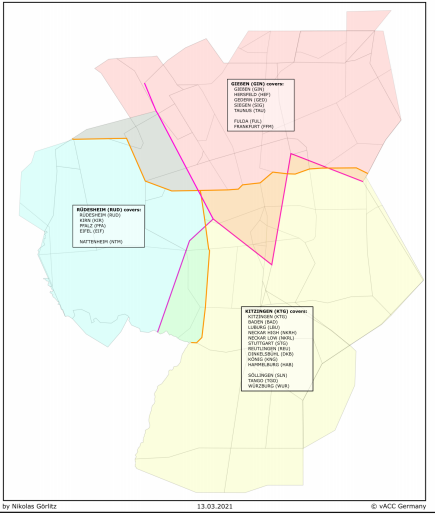 GIEßEN (GIN) covers:
GIEßEN (GIN)
HERSFELD (HEF)
GEDERN (GED)
SIEGEN (SIG)
TAUNUS (TAU)
FULDA (FUL)
FRANKFURT (FFM)
RÜDESHEIM (RUD) covers:
RÜDESHEIM (RUD)
KIRN (KIR)
PFALZ (PFA)
EIFEL (EIF)
NATTENHEIM (NTM)
KITZINGEN (KTG) covers:
KITZINGEN (KTG)
BADEN (BAD)
LUBURG (LBU)
NECKAR HIGH (NKRH)
NECKAR LOW (NKRL)
STUTTGART (STG)
REUTLINGEN (REU)
DINKELSBÜHL (DKB)
KÖNIG (KNG)
HAMMELBURG (HAB)
SÖLLINGEN (SLN)
TANGO (TGO)
WÜRZBURG (WUR)
by Nikolas Görlitz
13.03.2021
© vACC Germany